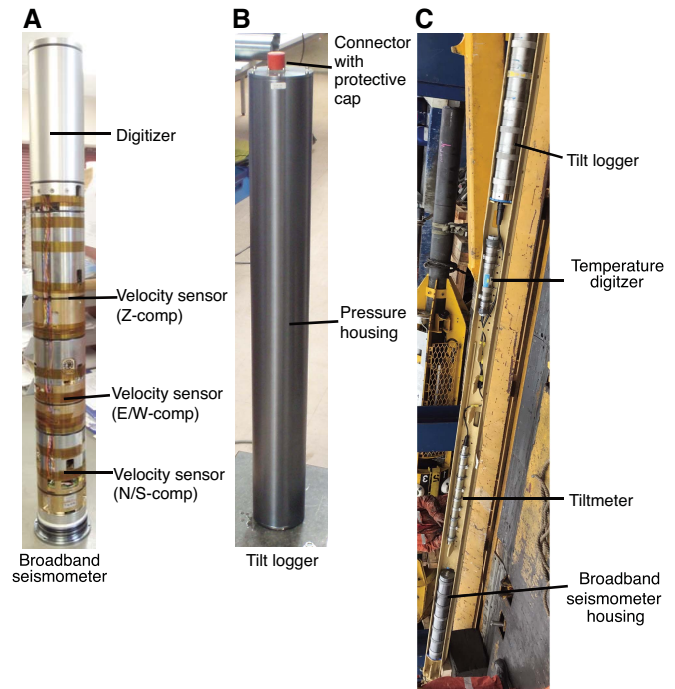 A
B
C
Digitizer
Velocity sensor
(Z-comp)
Velocity sensor
(E/W-comp)
Velocity sensor
(N/S-comp)
Broadband
seismometer
Connector
with
protective
cap
Pressure
housing
Tilt logger
Tilt logger
Temperature
digitzer
Tiltmeter
Broadband
seismometer
housing